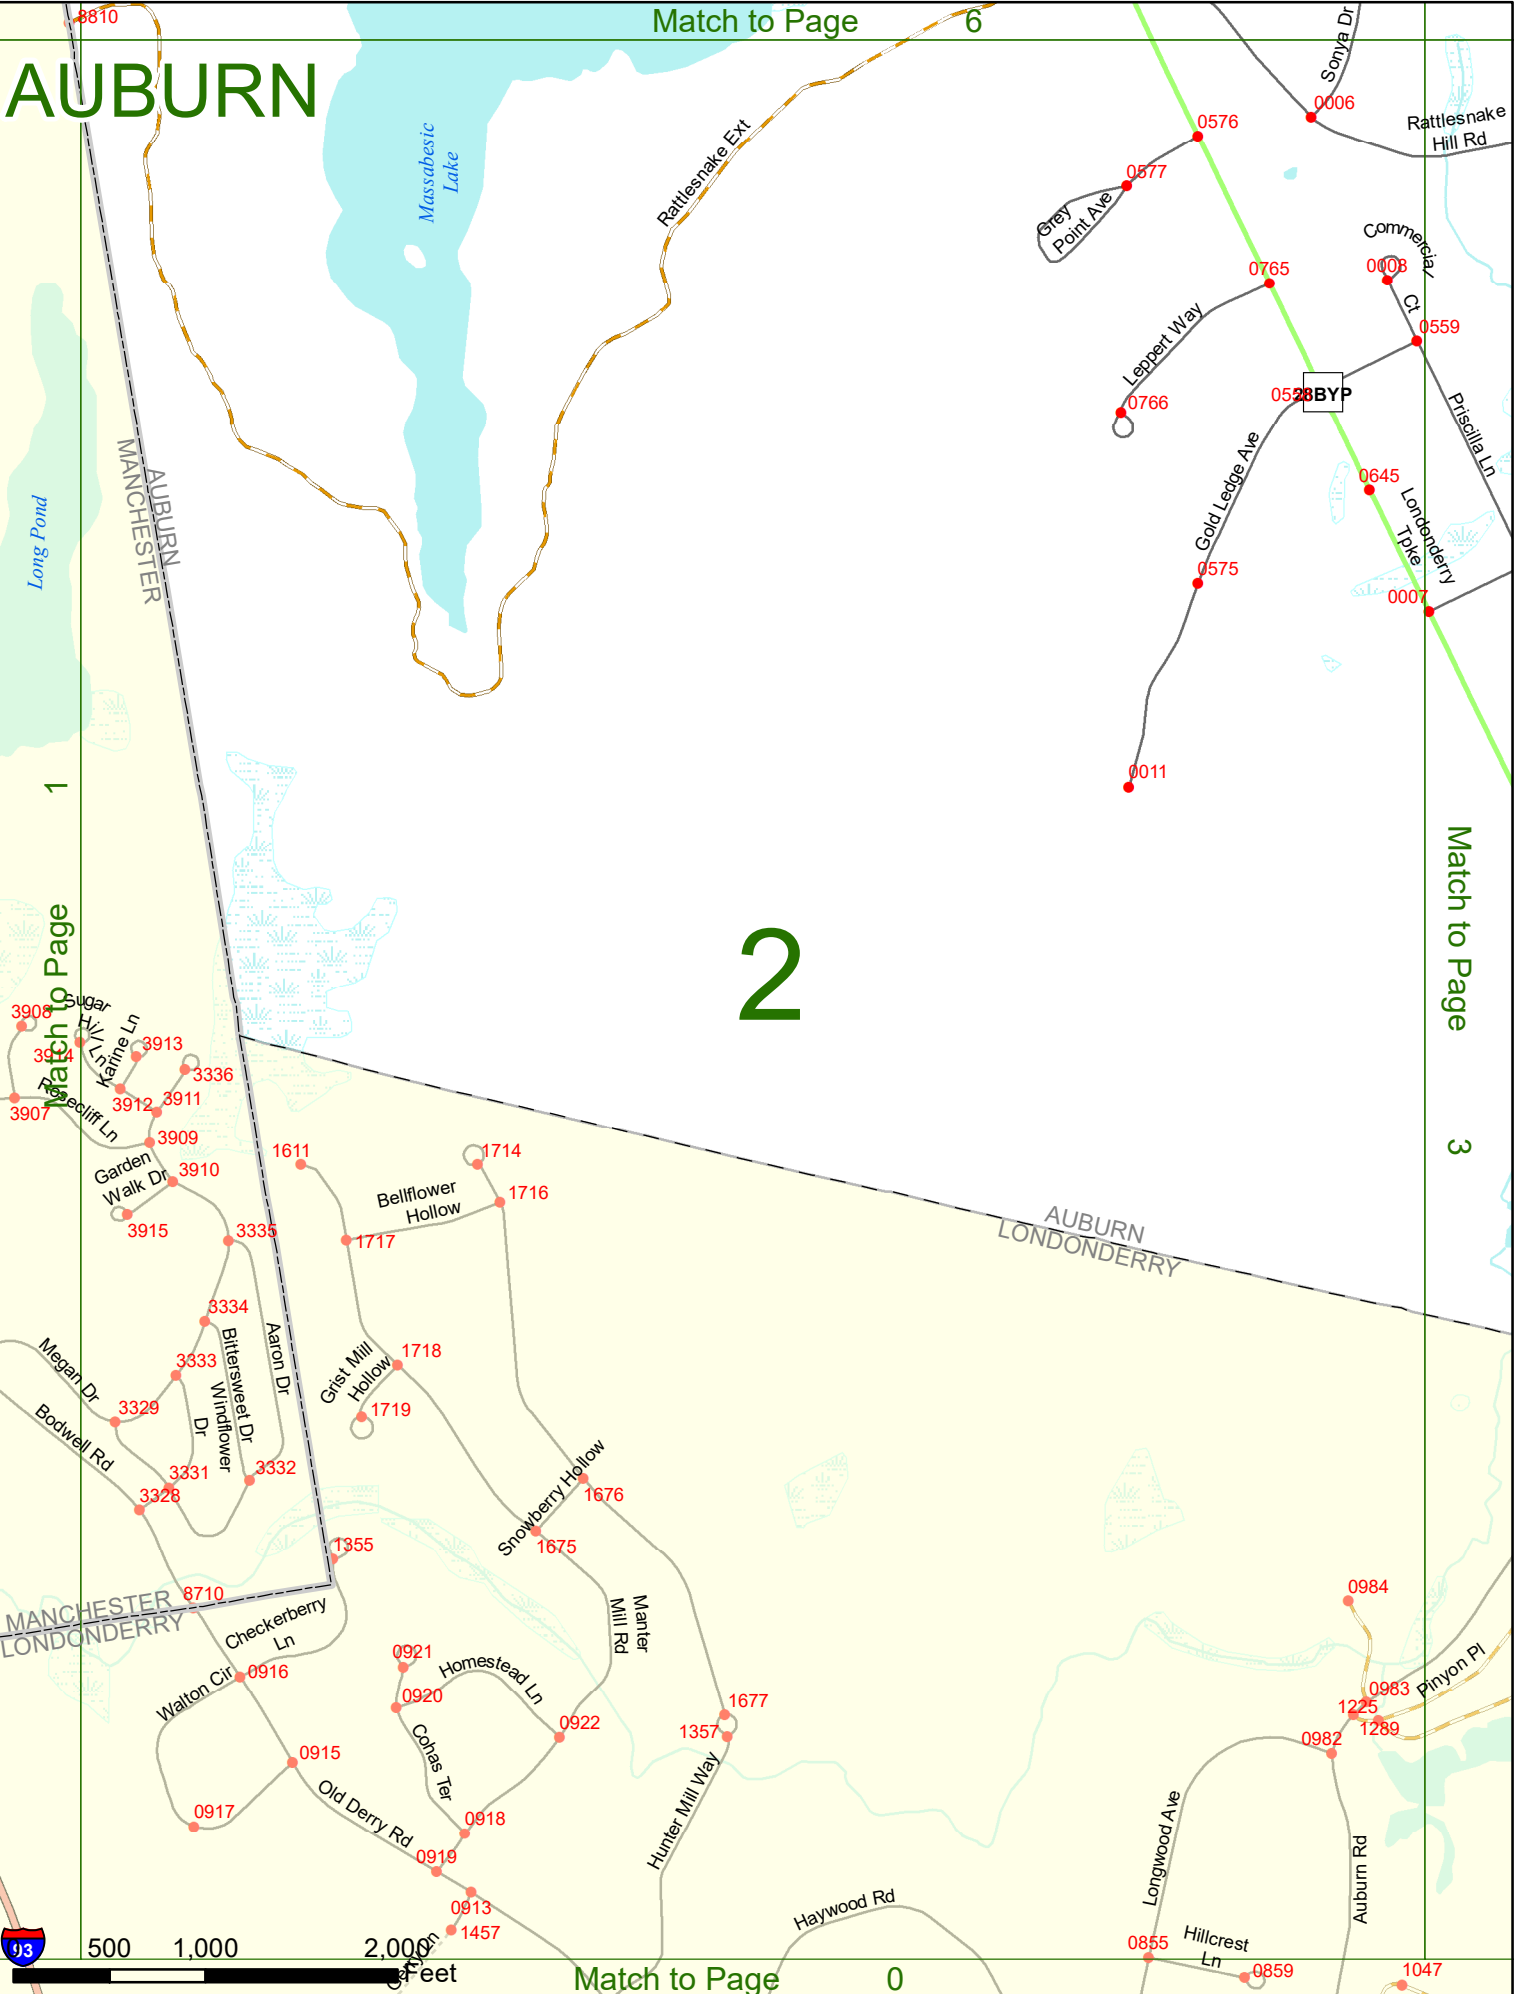 8810
Match to Page 6
Sonya Dr
AUBURN
0006
Rattlesnake
Hill Rd
0576
Massabesic
Lake
Rattlesnake Ext
0577
Grey
Point Ave
Commercial
Ct
0008
0765
0559
Leppert Way
28BYP
0766
Priscilla Ln
Gold Ledge Ave
AUBURN
MANCHESTER
0645
Londonderry
Tpke
Long Pond
0575
0007
0011
1
Match to Page
Match to Page
3
2
3908
Sugar
Hill Ln
Karine Ln
3914
3913
3336
3912
3911
3907
Rosecliff Ln
3909
1611
1714
Garden
Walk Dr
3910
Bellflower
Hollow
1716
3915
3335
1717
AUBURN
LONDONDERRY
3334
Megan Dr
3333
Bittersweet Dr
Aaron Dr
Windflower
Dr
Grist Mill
Hollow
1718
3329
1719
Bodwell Rd
3331
3332
3328
Snowberry Hollow
1676
1675
1355
8710
MANCHESTER
LONDONDERRY
Checkerberry
Ln
Manter
Mill Rd
0984
0921
Homestead Ln
0916
Walton Cir
0920
0983
Pinyon Pl
1225
1289
1677
1357
0922
0982
0915
Cohas Ter
0917
Old Derry Rd
0918
Hunter Mill Way
Longwood Ave
0919
Auburn Rd
0913
Haywood Rd
1457
0855
Hillcrest
Ln
0859
1047
93
500 1,000 2,000
Feet
Match to Page 0